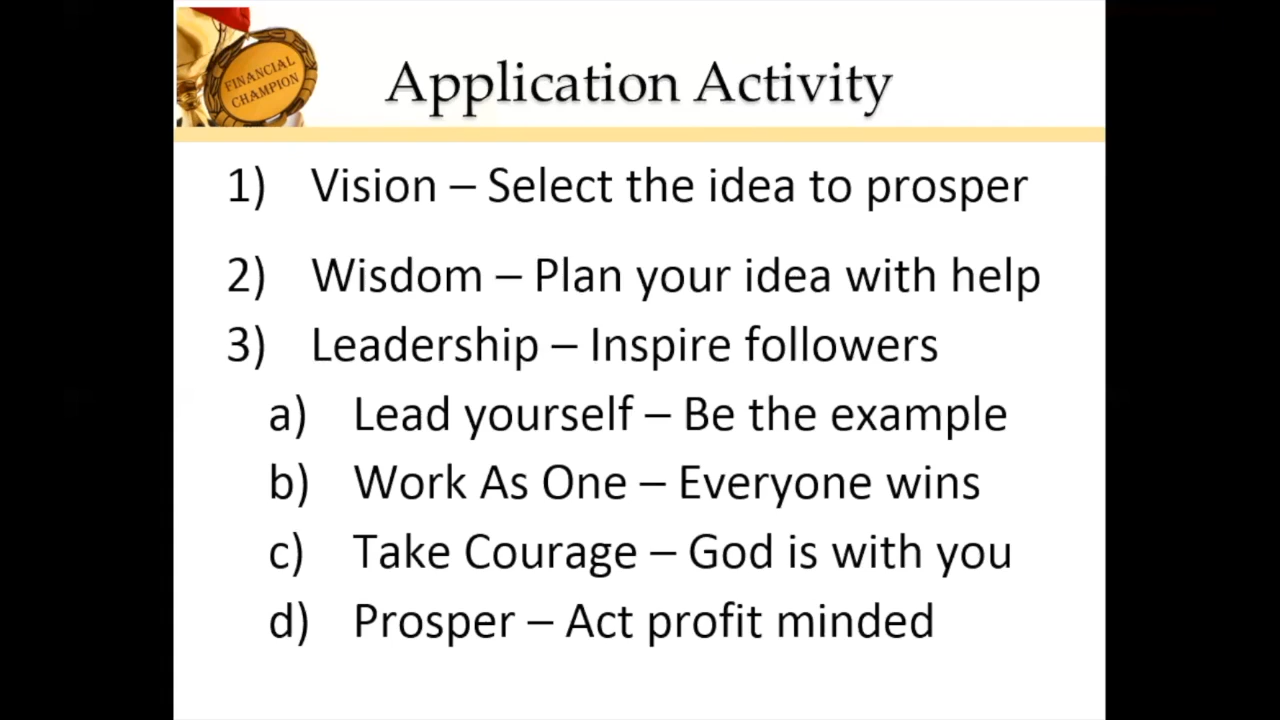 FINANCIAL
CHAMPION
Application Activity
1) Vision – Select the idea to prosper
2) Wisdom – Plan your idea with help
3) Leadership – Inspire followers
a) Lead yourself – Be the example
b) Work As One – Everyone wins
c) Take Courage – God is with you
d) Prosper – Act profit minded